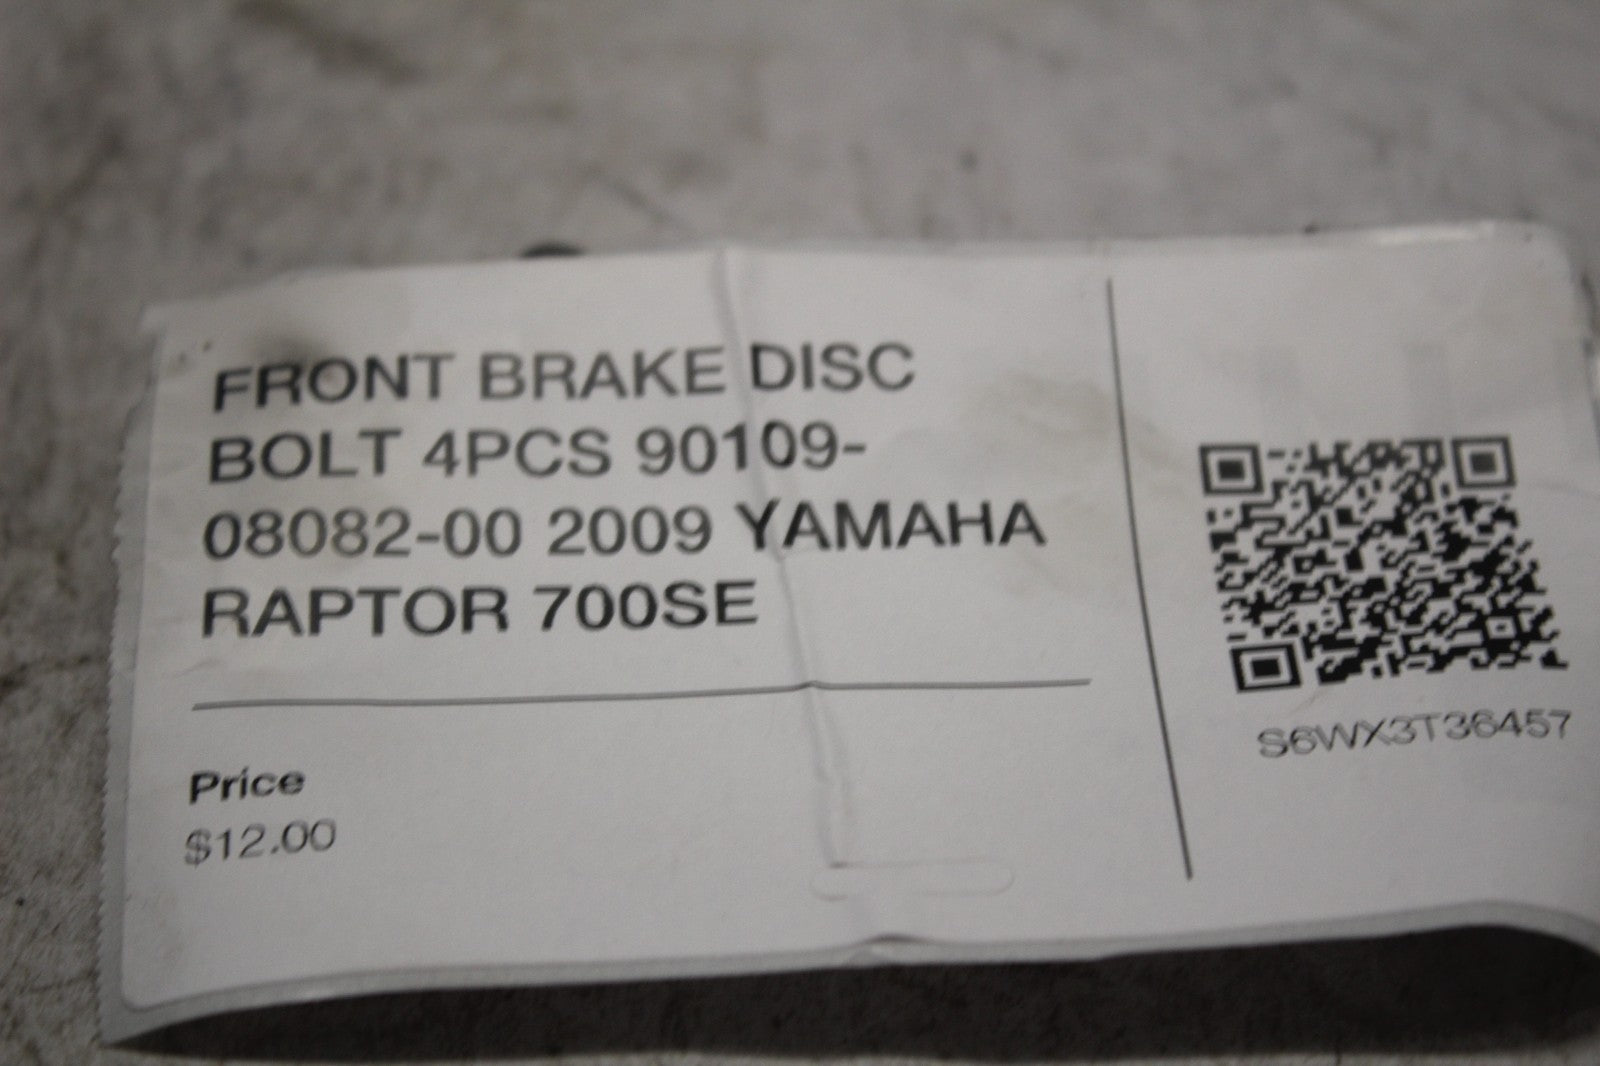 FRONT BRAKE DISC
BOLT 4PCS 90109-
08082-00 2009 YAMAHA
RAPTOR 700SE
Price
$12.00
S6WX3T36457